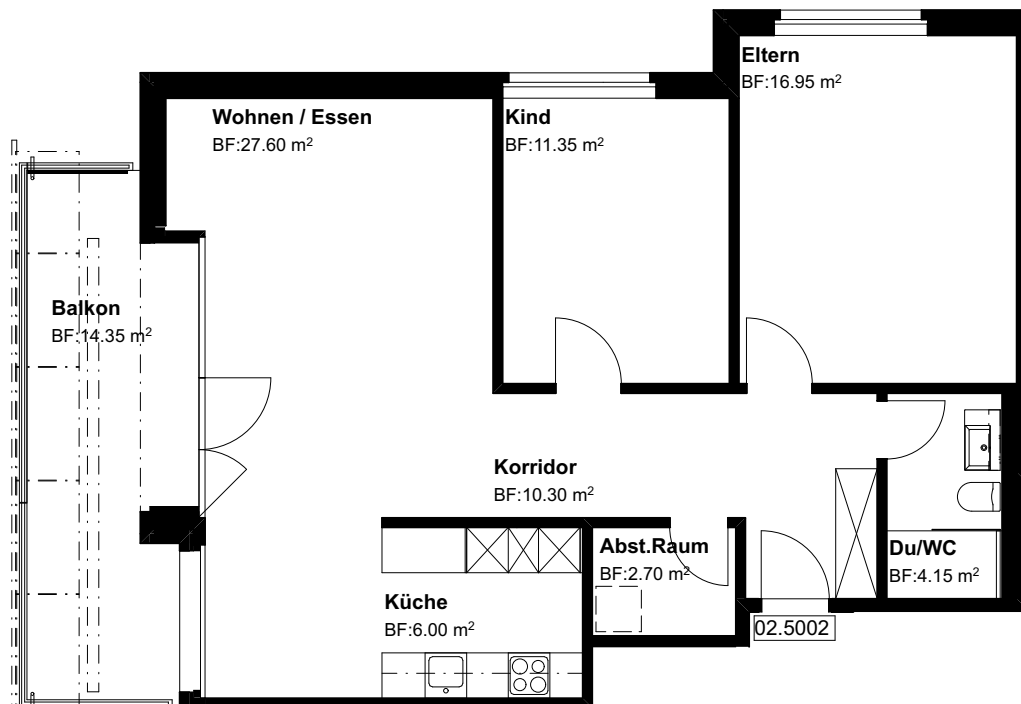 Eltern
BF:16.95 m²
Wohnen / Essen
BF:27.60 m²
Kind
BF:11.35 m²
Balkon
BF:14.35 m²
Korridor
BF:10.30 m²
Abst.Raum
BF:2.70 m²
Du/WC
BF:4.15 m²
Küche
BF:6.00 m²
02.5002